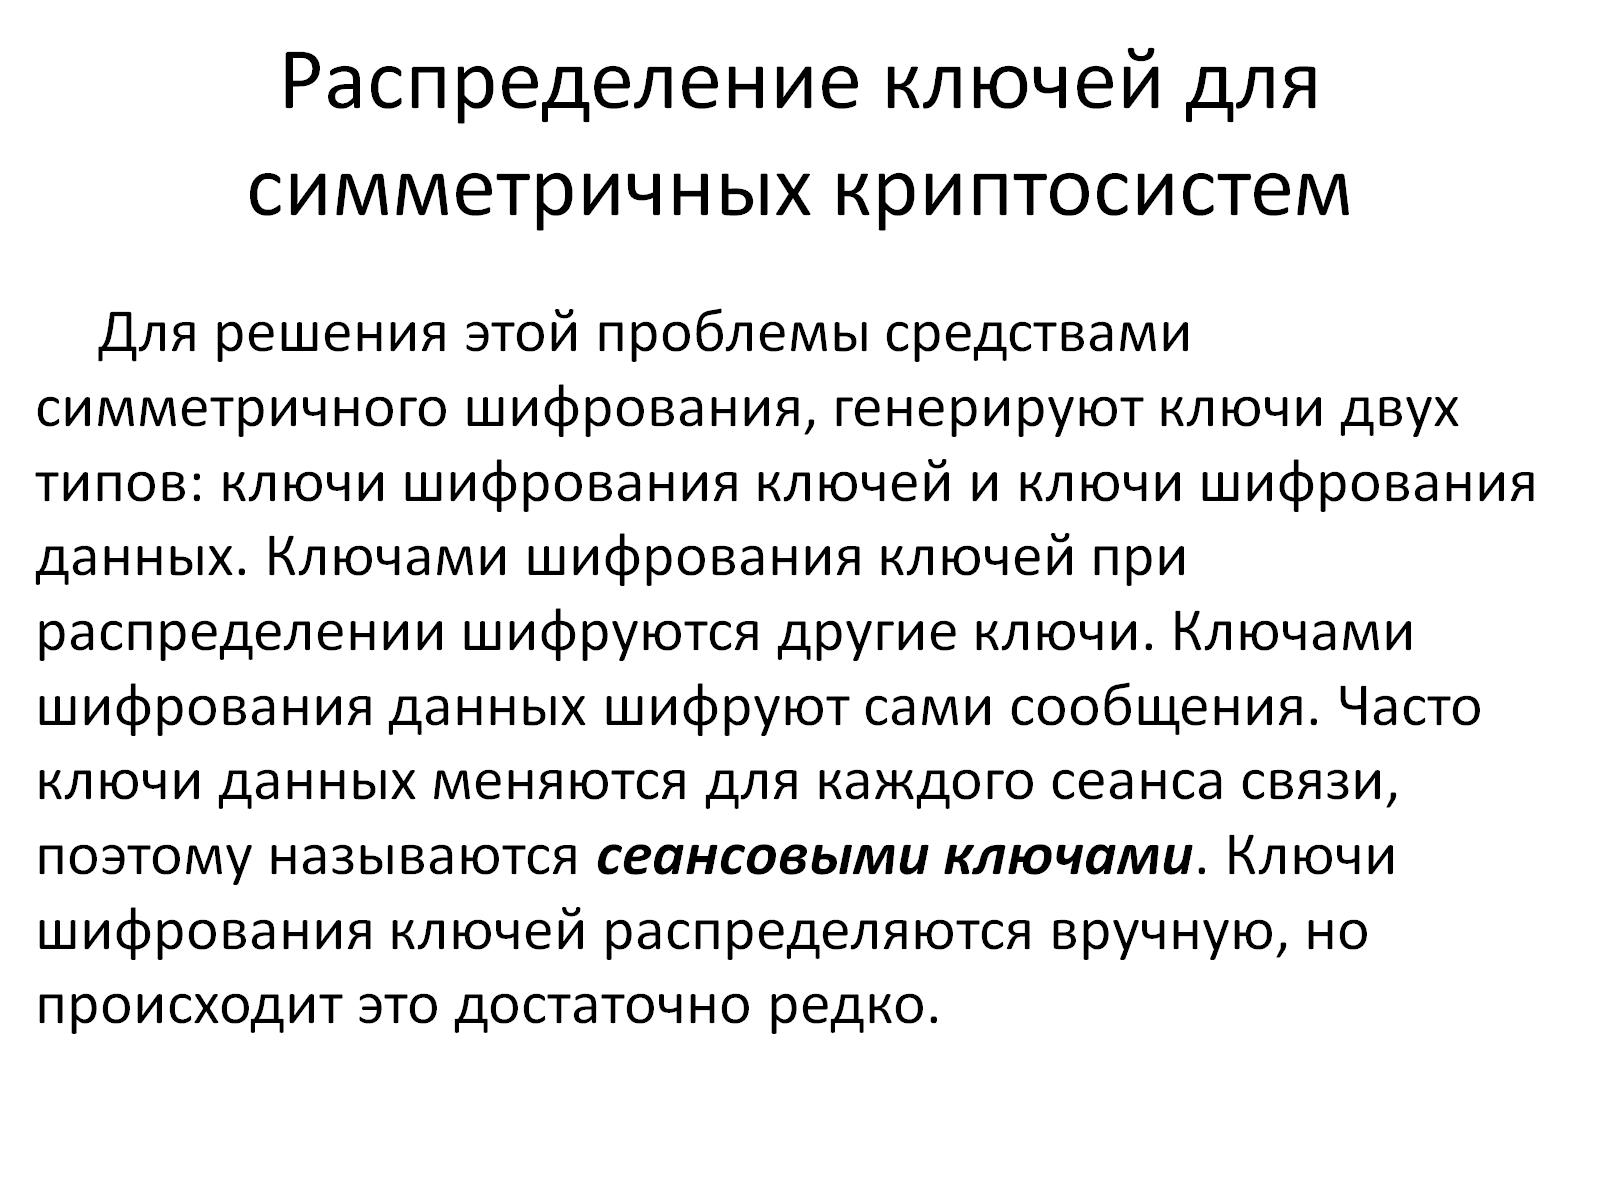 Распределение ключей для
симметричных криптосистем
Для решения этой проблемы средствами
симметричного шифрования, генерируют ключи двух
типов: ключи шифрования ключей и ключи шифрования
данных. Ключами шифрования ключей при
распределении шифруются другие ключи. Ключами
шифрования данных шифруют сами сообщения. Часто
ключи данных меняются для каждого сеанса связи,
поэтому называются сеансовыми ключами. Ключи
шифрования ключей распределяются вручную, но
происходит это достаточно редко.